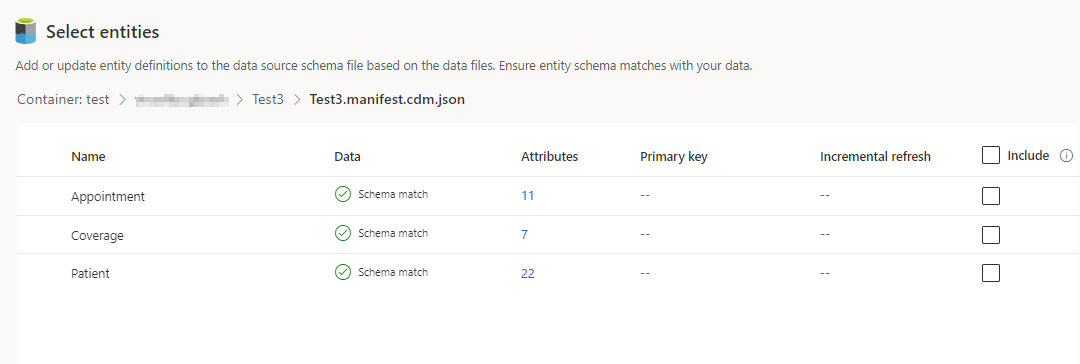 Select entities
Add or update entity definitions to the data source schema file based on the data files. Ensure entity schema matches with your data.
Container: test > > Test3 > Test3.manifest.cdm.json
Name Data Attributes Primary key Incremental refresh Include
Appointment Schema match 11 -- --
Coverage Schema match 7 -- --
Patient Schema match 22 -- --